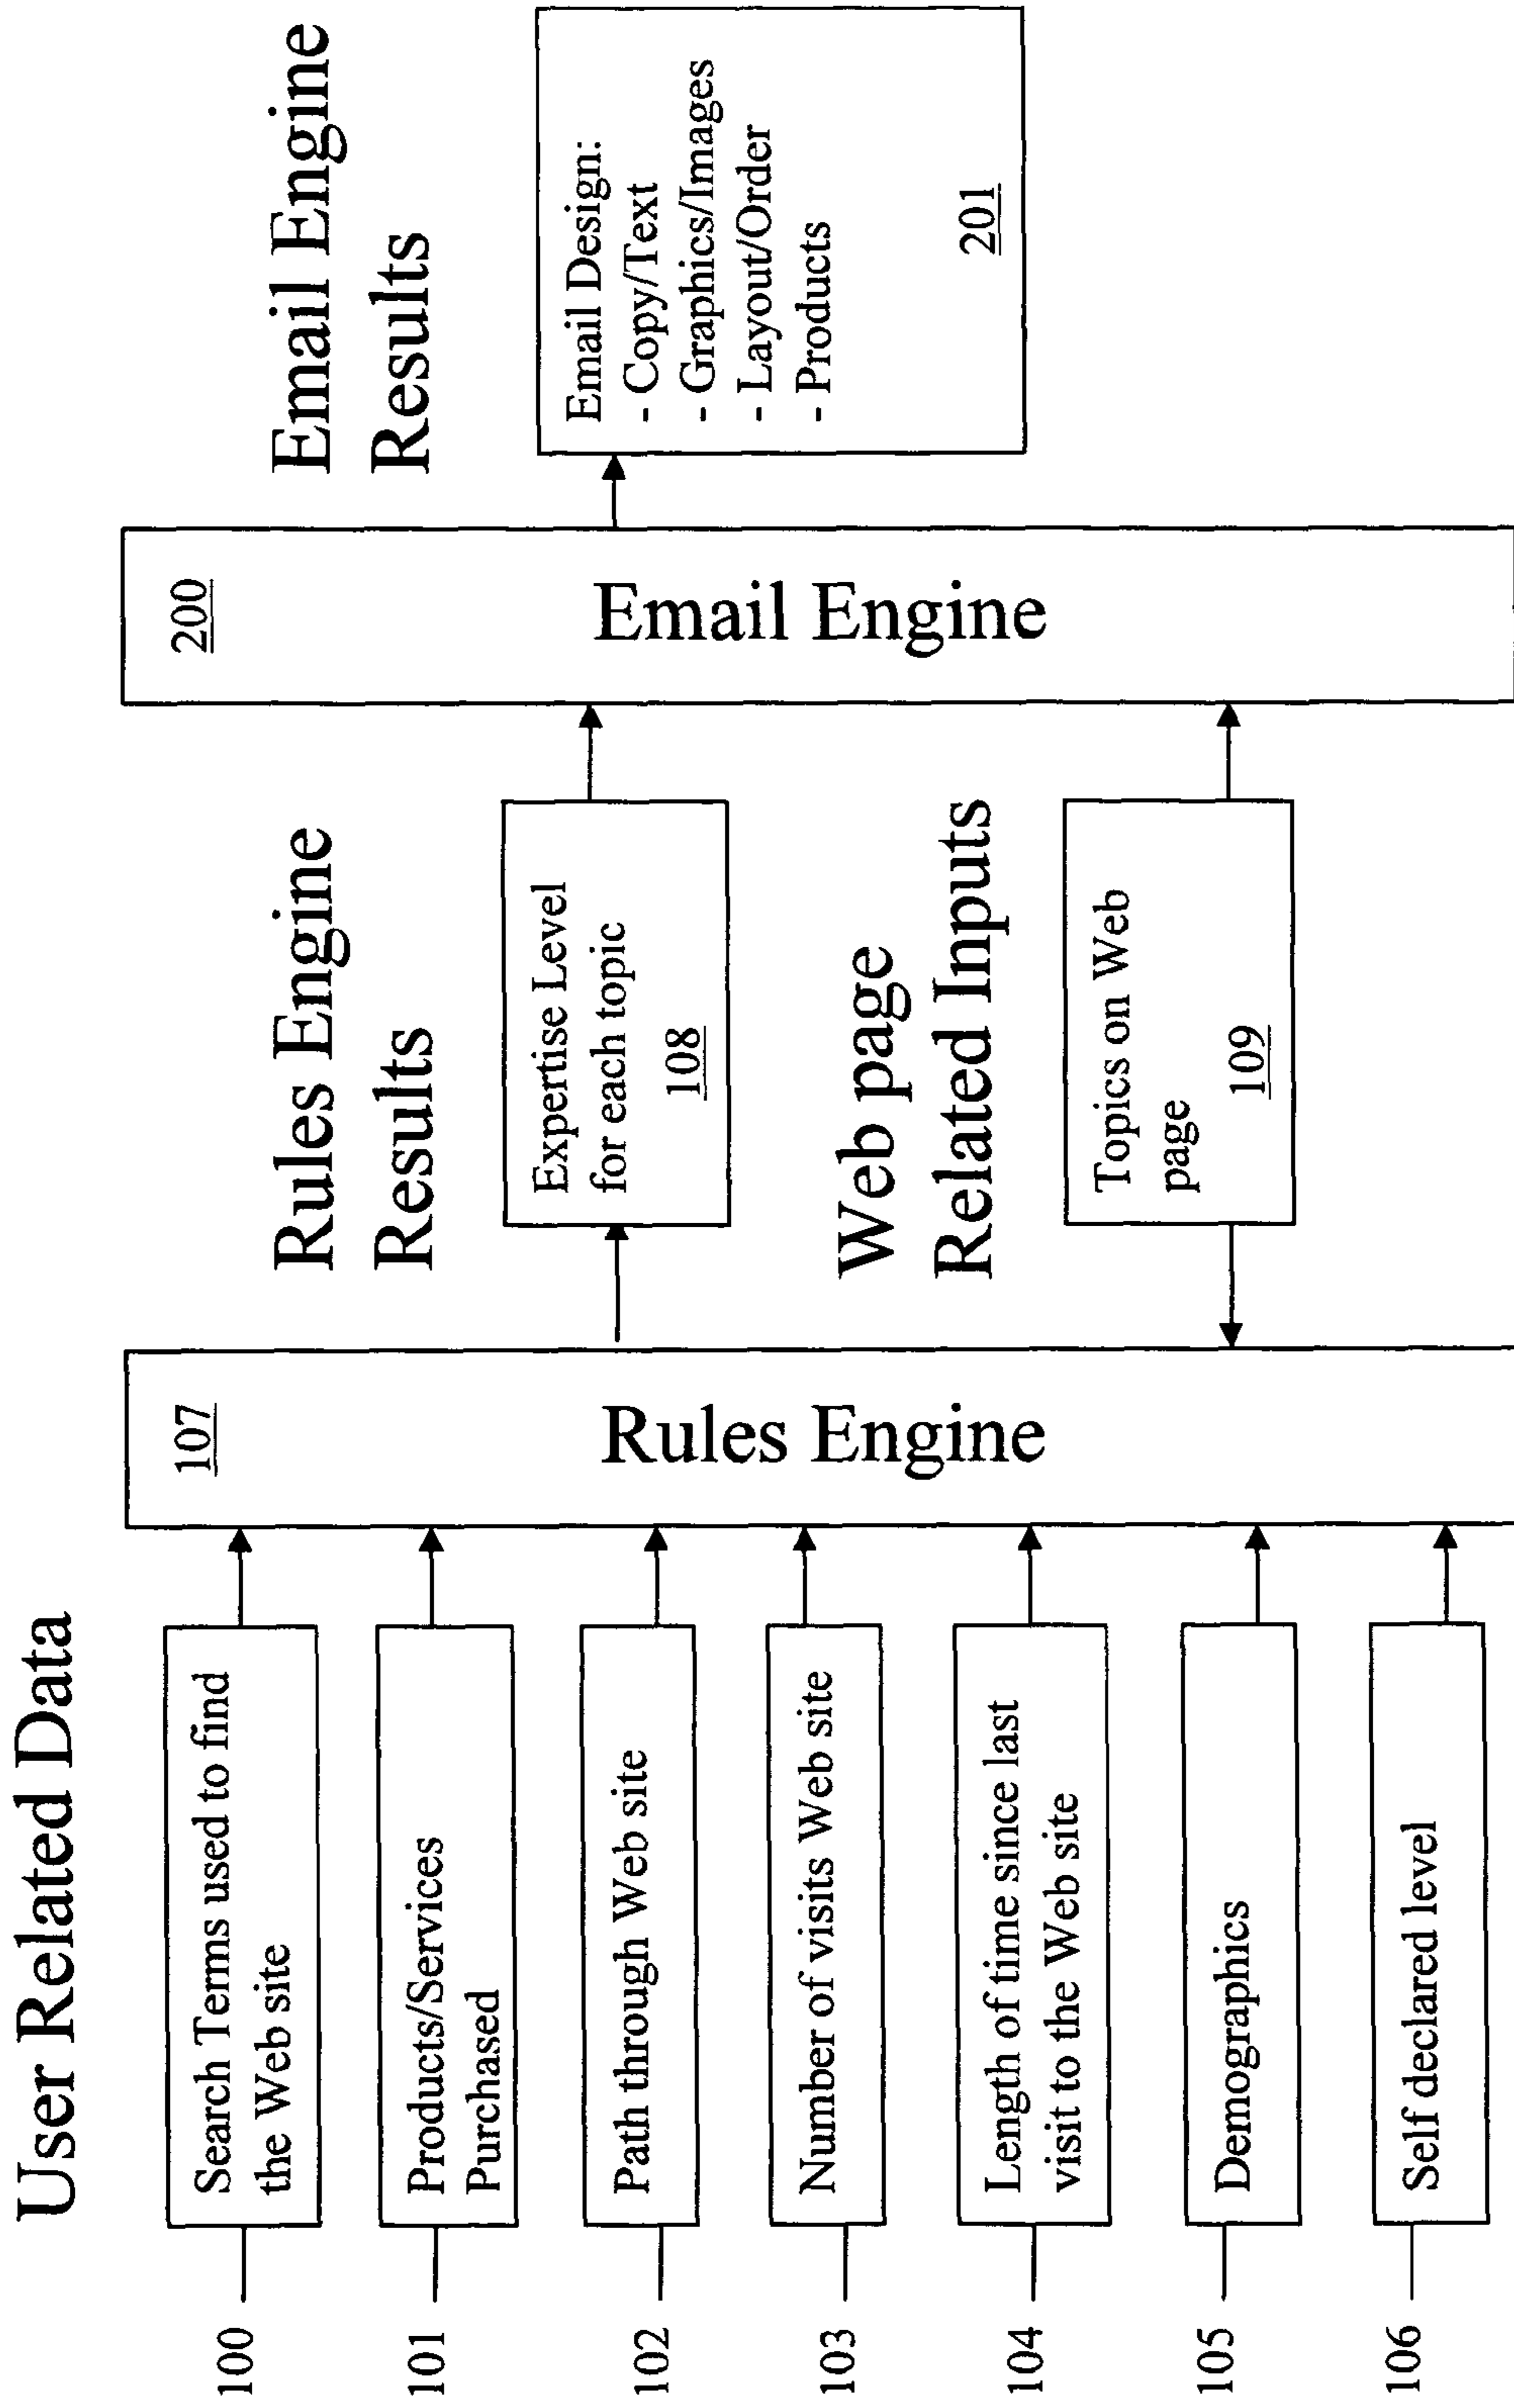 User Related Data
100
Search Terms used to find
the Web site
101
Products/Services
Purchased
102
Path through Web site
103
Number of visits Web site
104
Length of time since last
visit to the Web site
105
Demographics
106
Self declared level
107
Rules Engine
Rules Engine
Results
Expertise Level
for each topic
108
Web page
Related Inputs
Topics on Web
page
109
200
Email Engine
Email Engine
Results
Email Design:
- Copy/Text
- Graphics/Images
- Layout/Order
- Products
201